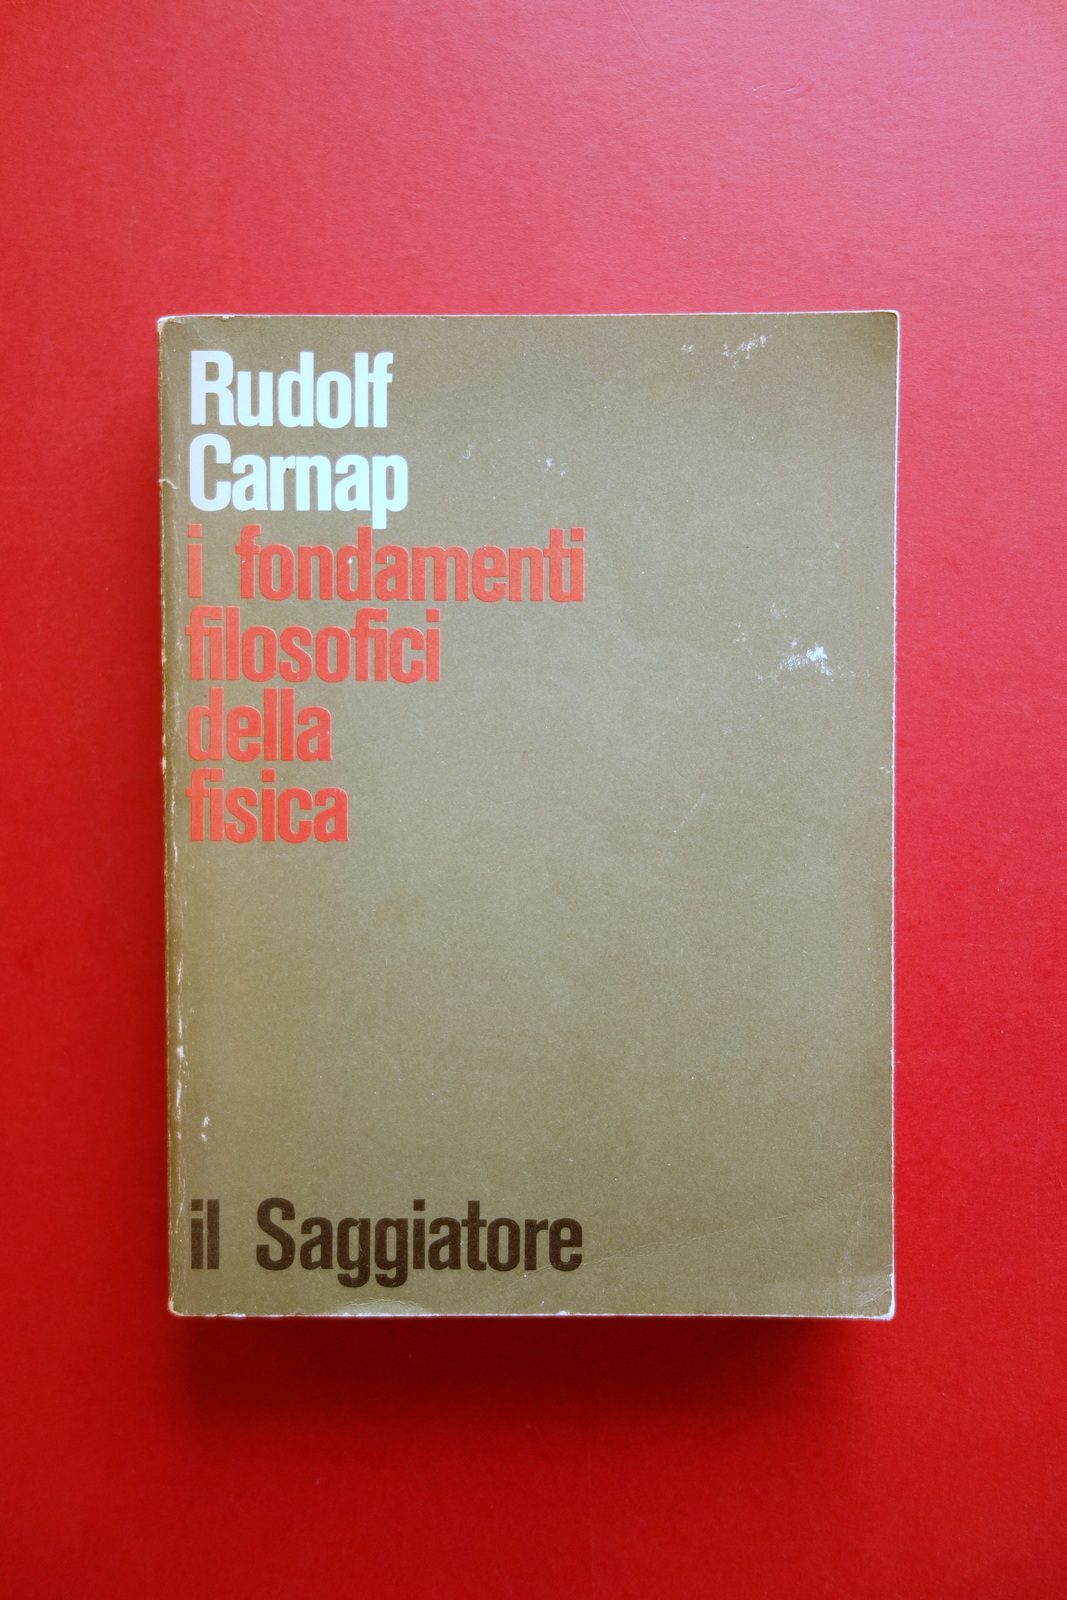 Rudolf
Carnap
i fondamenti
filosofici
della
fisica
il Saggiatore